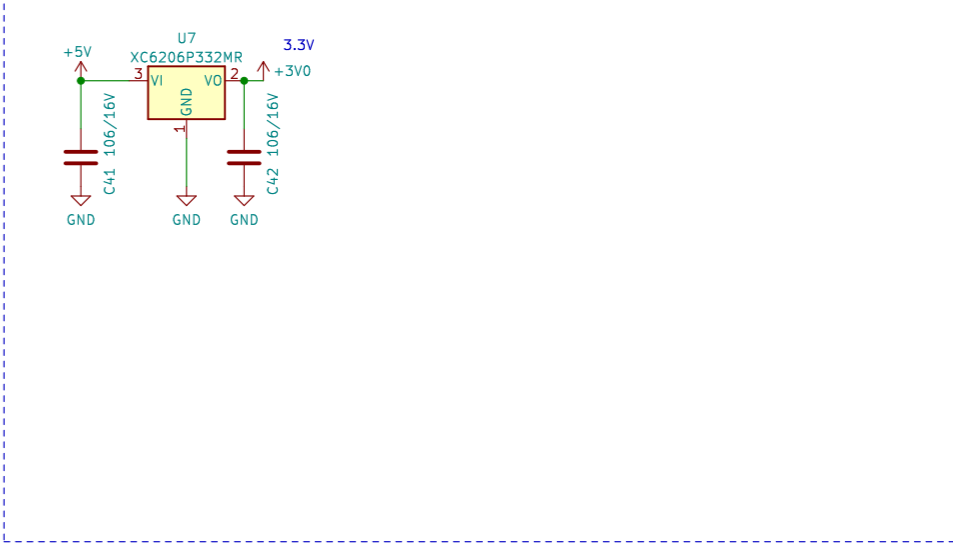 U7
XC6206P332MR
3.3V
+5V
+3V0
3
VI
VO
2
GND
1
C41 106/16V
C42 106/16V
GND
GND
GND